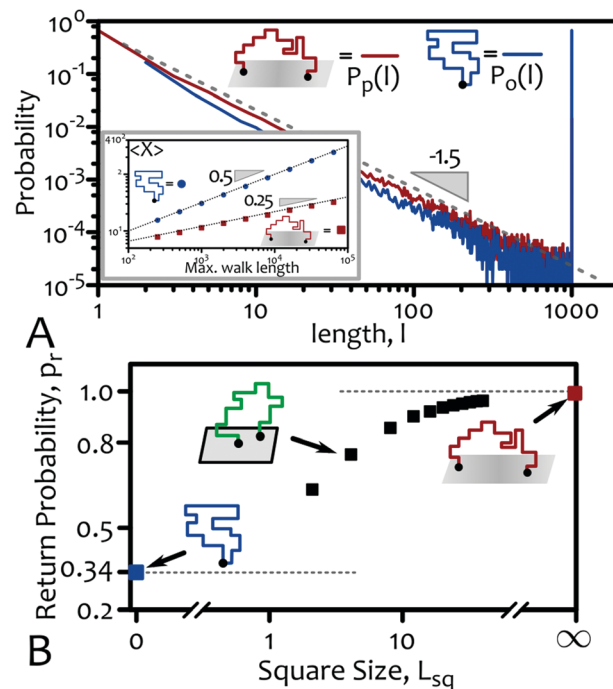 10⁰
10⁻¹
10⁻²
10⁻³
10⁻⁴
10⁻⁵
Probability
= Pₚ(l)
= Pₒ(l)
-1.5
4 10²
<X>
2
10¹
0.5
0.25
=
=
10² 10³ 10⁴ 10⁵
Max. walk length
1 10 100 1000
length, l
A
Return Probability, pᵣ
1.0
0.8
0.5
0.34
0.2
0 1 10 ∞
Square Size, Lsq
B